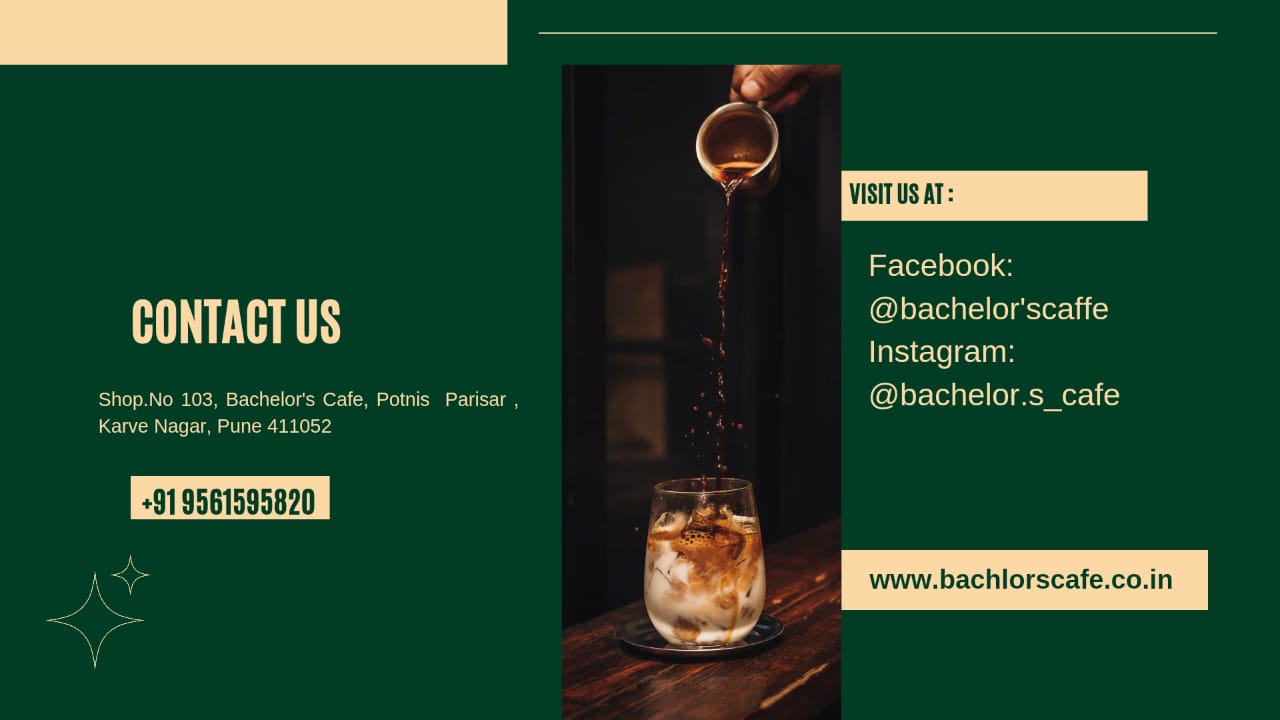 CONTACT US
Shop.No 103, Bachelor's Cafe, Potnis Parisar ,
Karve Nagar, Pune 411052
+91 9561595820
VISIT US AT :
Facebook:
@bachelor'scaffe
Instagram:
@bachelor.s_cafe
www.bachlorscafe.co.in